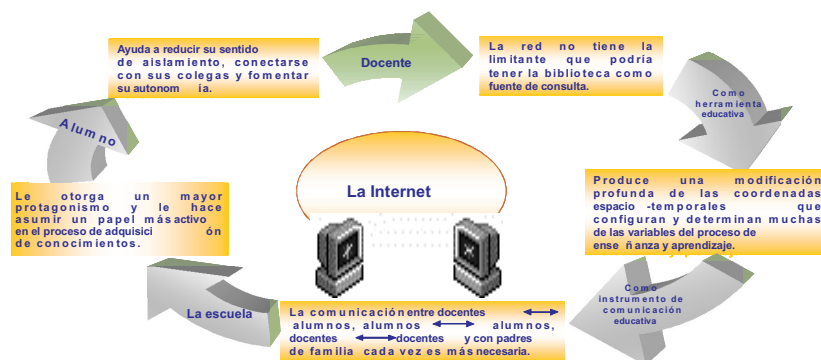 Ayuda a reducir su sentido
de aislamiento, conectarse
con sus colegas y fomentar
su autonom ía.
Docente
La red no tiene la
limitante que podría
tener la biblioteca como
fuente de consulta.
Como
herramienta
educativa
Produce una modificación
profunda de las coordenadas
espacio -temporales que
configuran y determinan muchas
de las variables del proceso de
ense ñ anza y aprendizaje.
Como
instrumento de
comunicación
educativa
La comunicación entre docentes
alumnos, alumnos alumnos,
docentes docentes y con padres
de familia cada vez es más necesaria.
La escuela
Le otorga un mayor
protagonismo y le hace
asumir un papel más activo
en el proceso de adquisici ón
de conocimientos.
Alumno
La Internet